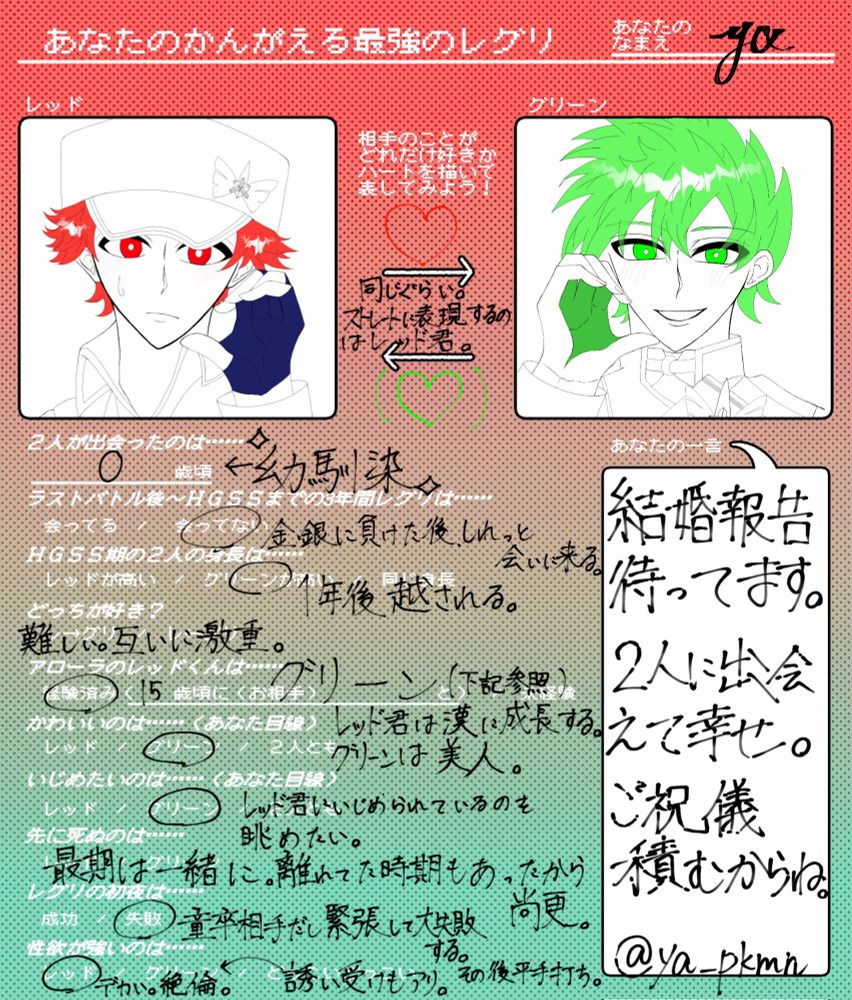 あなたのかんがえる最強のレグリ
あなたの
なまえ
ya
レッド
グリーン
相手のことが
どれだけ好きか
ハートを描いて
表してみよう!
同じぐらい。
ストレートに表現するの
はレッド君。
2人が出会ったのは……
0 歳頃 ←幼馴染
ラストバトル後~HGSSまでの3年間レグリは……
会ってる / 会ってない
金・銀に負けた後、しれっと
会いに来る。
HGSS期の2人の身長は……
レッドが高い / グリーンが高い 同じ身長
1年後越される。
どっちが好き?
難しい。互いに激重。
アローラのレッドくんは……
経験済み(15 歳頃に(お相手) グリーン(下記参照) と) 未経験
かわいいのは……(あなた目線)
レッド / グリーン / 2人とも
レッド君は漢に成長する。
グリーンは美人。
いじめたいのは……(あなた目線)
レッド / グリーン
レッド君にいじめられているのを
眺めたい。
先に死ぬのは……
最期は一緒に。離れてた時期もあったから
尚更。
レグリの初夜は……
成功 / 失敗
童卒相手だし緊張して大失敗
する。
その後平手打ち。
性欲が強いのは……
レッド / グリーン /
デカい。絶倫。
誘い受けもアリ。
あなたの一言
結婚報告
待ってます。
2人に出会
えて幸せ。
ご祝儀
積むからね。
@ya_pkmn